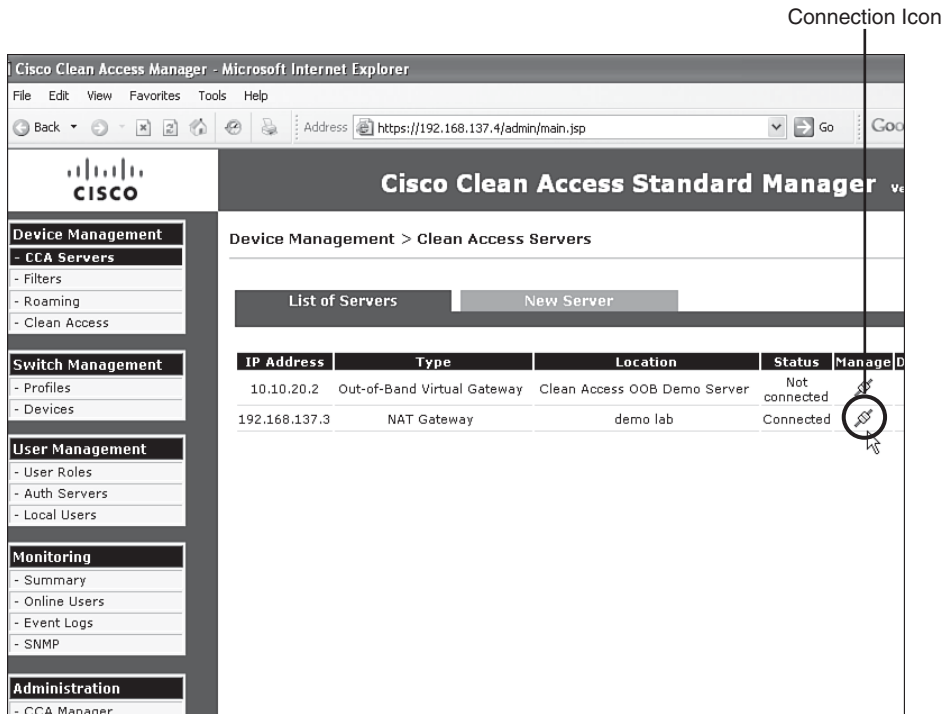 Connection Icon
Cisco Clean Access Manager - Microsoft Internet Explorer
File Edit View Favorites Tools Help
Back Address https://192.168.137.4/admin/main.jsp Go Goo
CISCO
Cisco Clean Access Standard Manager Ve
Device Management
- CCA Servers
- Filters
- Roaming
- Clean Access
Switch Management
- Profiles
- Devices
User Management
- User Roles
- Auth Servers
- Local Users
Monitoring
- Summary
- Online Users
- Event Logs
- SNMP
Administration
- CCA Manager
Device Management > Clean Access Servers
List of Servers New Server
IP Address Type Location Status Manage D
10.10.20.2 Out-of-Band Virtual Gateway Clean Access OOB Demo Server Not connected
192.168.137.3 NAT Gateway demo lab Connected